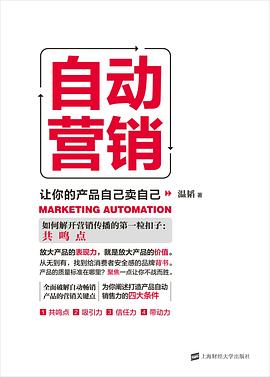 自动
营销
让你的产品自己卖自己
温韬 著
MARKETING AUTOMATION
如何解开营销传播的第一粒扣子:
共鸣点
放大产品的表现力,就是放大产品的价值。
从无到有,找到给消费者安全感的品牌背书。
产品的质量标准在哪里?聚焦一点让你不战而胜。
全面破解自动畅销
产品的营销关键点
为你阐述打造产品自动
销售力的四大条件
1 共鸣点 2 吸引力 3 信任力 4 带动力
上海财经大学出版社